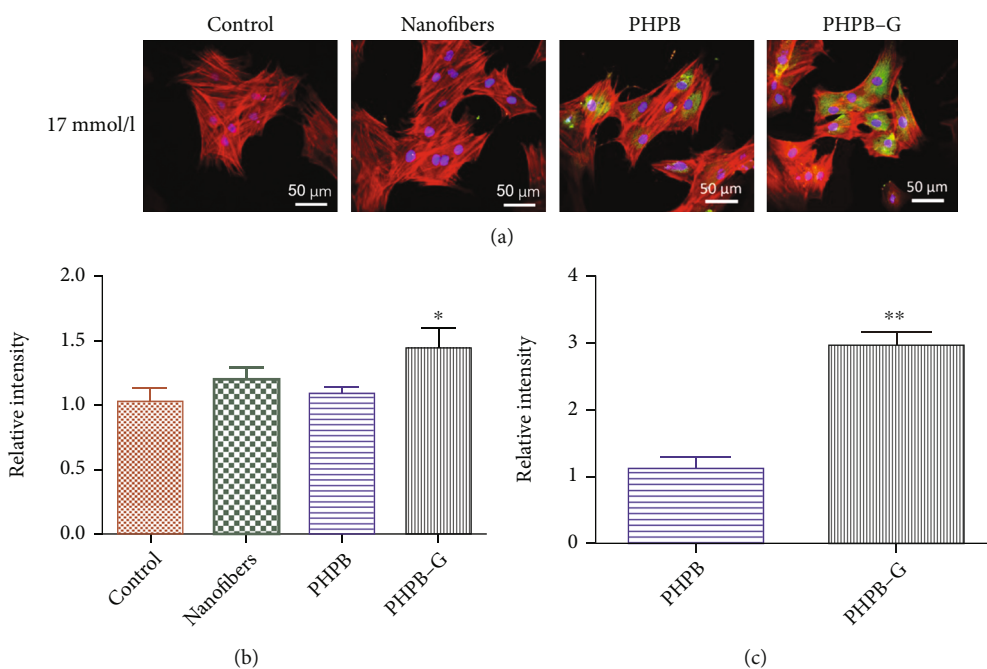 Control Nanofibers PHPB PHPB–G
17 mmol/l
50 μm 50 μm 50 μm 50 μm
(a)
Relative intensity
2.0
1.5
1.0
0.5
0.0
*
Control Nanofibers PHPB PHPB–G
(b)
Relative intensity
4
3
2
1
0
**
PHPB PHPB–G
(c)